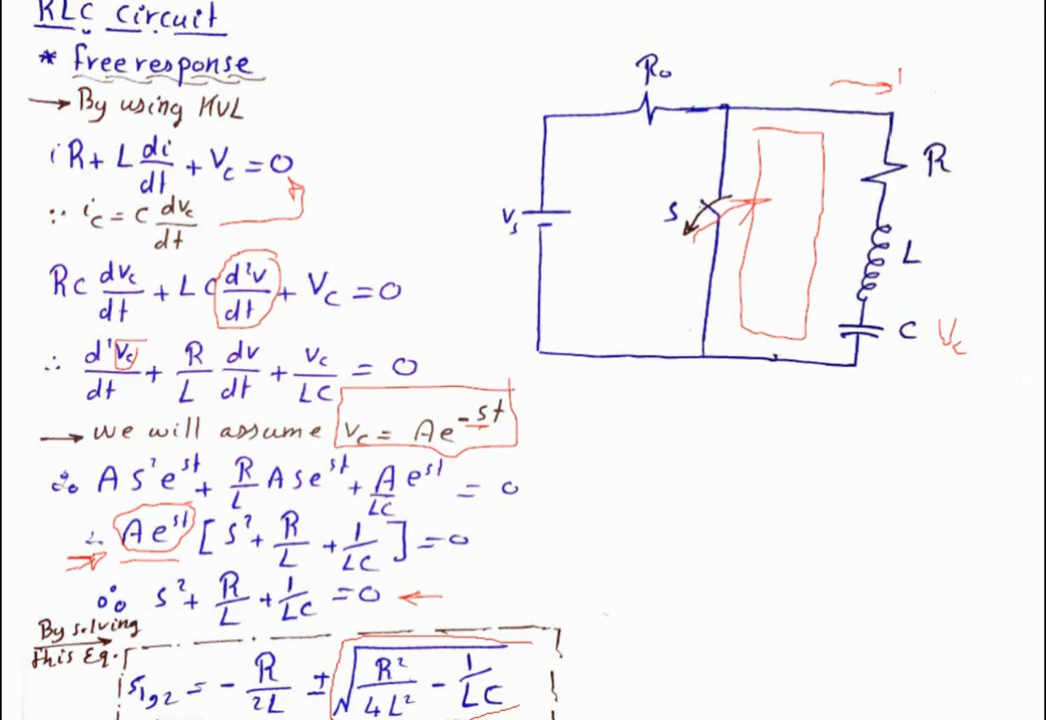 RLC circuit
* free response
→ By using KVL
iR + L di/dt + Vc = 0
∵ ic = c dvc/dt
Rc dvc/dt + LC d²v/dt + Vc = 0
∴ d²vc/dt + R/L dv/dt + vc/LC = 0
→ we will assume Vc = Ae^-st
∴ AS²e^st + R/L ASe^st + A/LC e^st = 0
∴ Ae^st [S² + R/L + 1/LC] = 0
∴ S² + R/L + 1/LC = 0
By solving
this Eq.
S1,2 = - R/2L ± √(R²/4L² - 1/LC)
Ro
i
R
S
Vs
L
C Vc